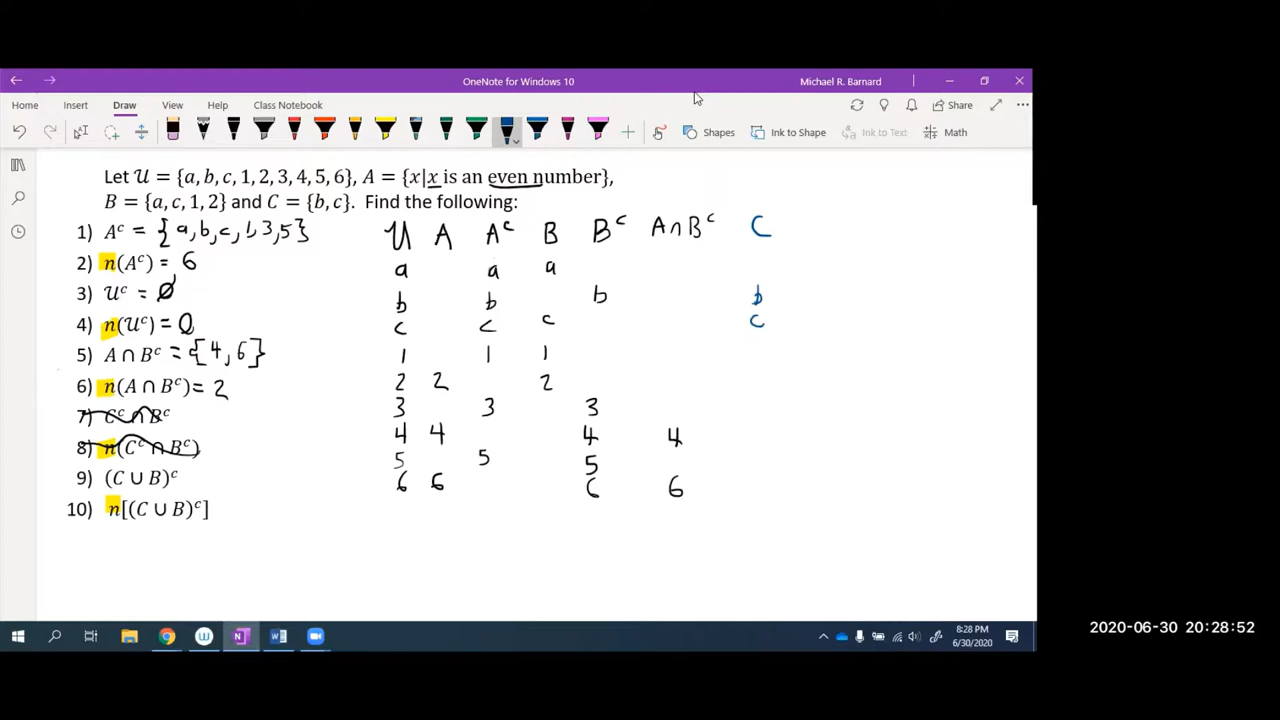 OneNote for Windows 10
Michael R. Barnard
Home Insert Draw View Help Class Notebook
Share
Shapes Ink to Shape Ink to Text Math
Let 𝒰 = {a, b, c, 1, 2, 3, 4, 5, 6}, A = {x|x is an even number},
B = {a, c, 1, 2} and C = {b, c}. Find the following:
1) Aᶜ = {a, b, c, 1, 3, 5}
2) n(Aᶜ) = 6
3) 𝒰ᶜ = ∅
4) n(𝒰ᶜ) = 0
5) A ∩ Bᶜ = {4, 6}
6) n(A ∩ Bᶜ) = 2
7) Cᶜ ∩ Bᶜ
8) n(Cᶜ ∩ Bᶜ)
9) (C ∪ B)ᶜ
10) n[(C ∪ B)ᶜ]
U A Aᶜ B Bᶜ A∩Bᶜ C
a a a
b b b b
c c c c
1 1 1
2 2 2
3 3 3
4 4 4 4
5 5 5
6 6 6 6
8:28 PM
6/30/2020
2020-06-30 20:28:52